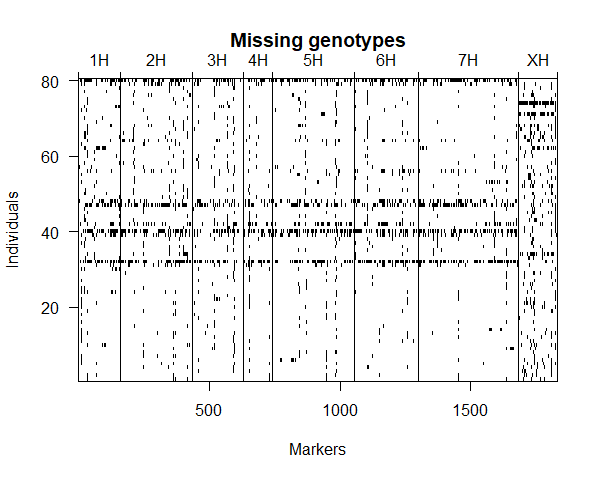 Missing genotypes
1H 2H 3H 4H 5H 6H 7H XH
80
60
40
20
Individuals
500 1000 1500
Markers